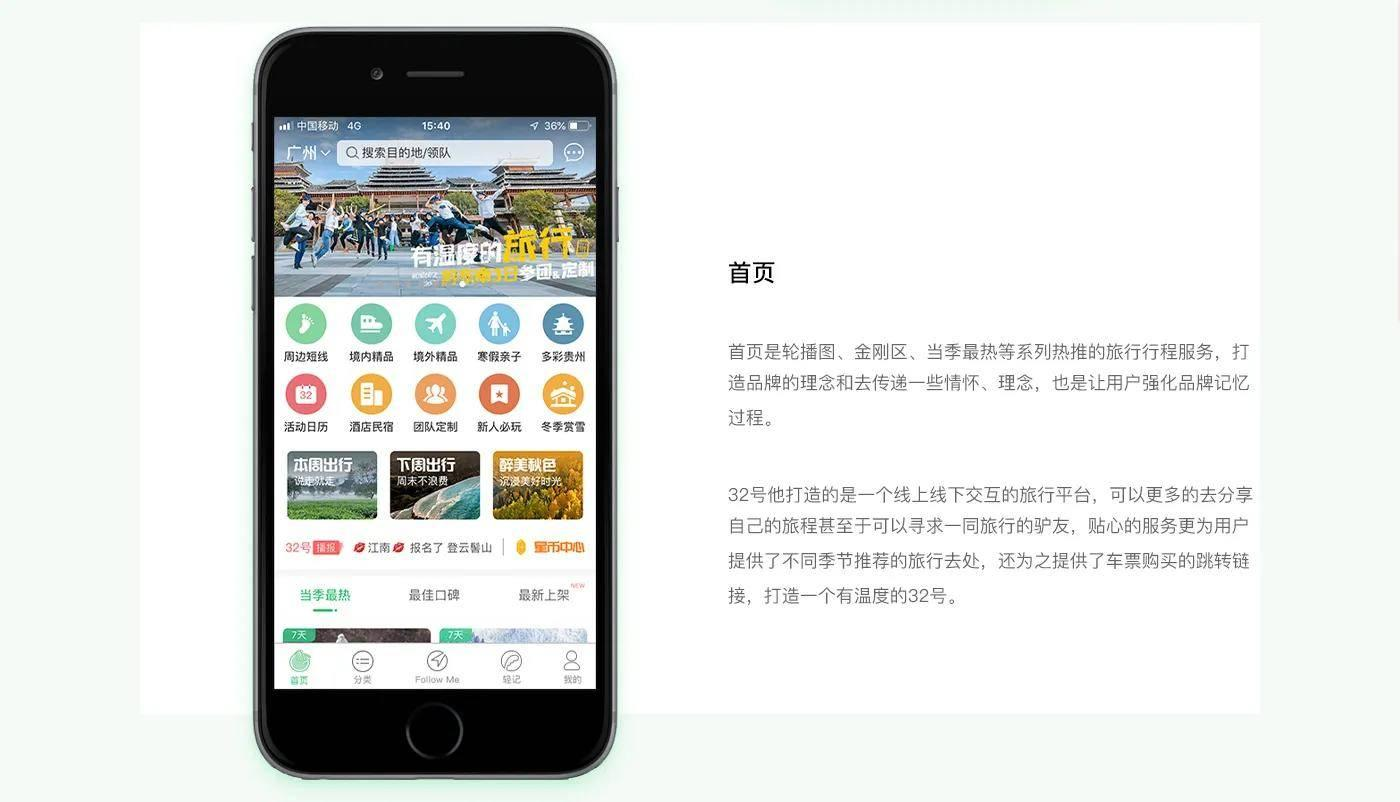 中国移动 4G 15:40 36%
广州 搜索目的地/领队
有温度的旅行
3日参团&定制
周边短线 境内精品 境外精品 寒假亲子 多彩贵州
32
活动日历 酒店民宿 团队定制 新人必玩 冬季赏雪
本周出行 下周出行 醉美秋色
说走就走 周末不浪费 沉浸美好时光
32号 播报 江南 报名了 登云髻山 星币中心
当季最热 最佳口碑 最新上架 NEW
7天 7天
首页 分类 Follow Me 轻记 我的
首页
首页是轮播图、金刚区、当季最热等系列热推的旅行行程服务，打
造品牌的理念和去传递一些情怀、理念，也是让用户强化品牌记忆
过程。
32号他打造的是一个线上线下交互的旅行平台，可以更多的去分享
自己的旅程甚至于可以寻求一同旅行的驴友，贴心的服务更为用户
提供了不同季节推荐的旅行去处，还为之提供了车票购买的跳转链
接，打造一个有温度的32号。